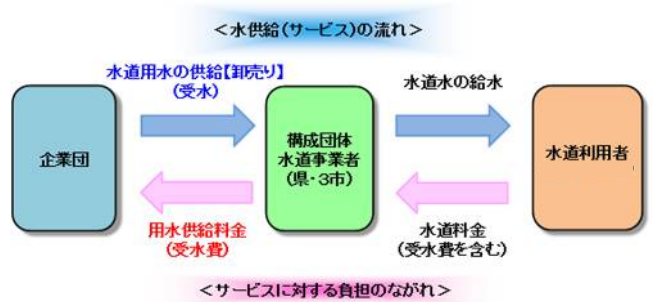 ＜水供給(サービス)の流れ＞
水道用水の供給【卸売り】
(受水)
水道水の給水
企業団
構成団体
水道事業者
(県・3市)
水道利用者
用水供給料金
(受水費)
水道料金
(受水費を含む)
＜サービスに対する負担のながれ＞